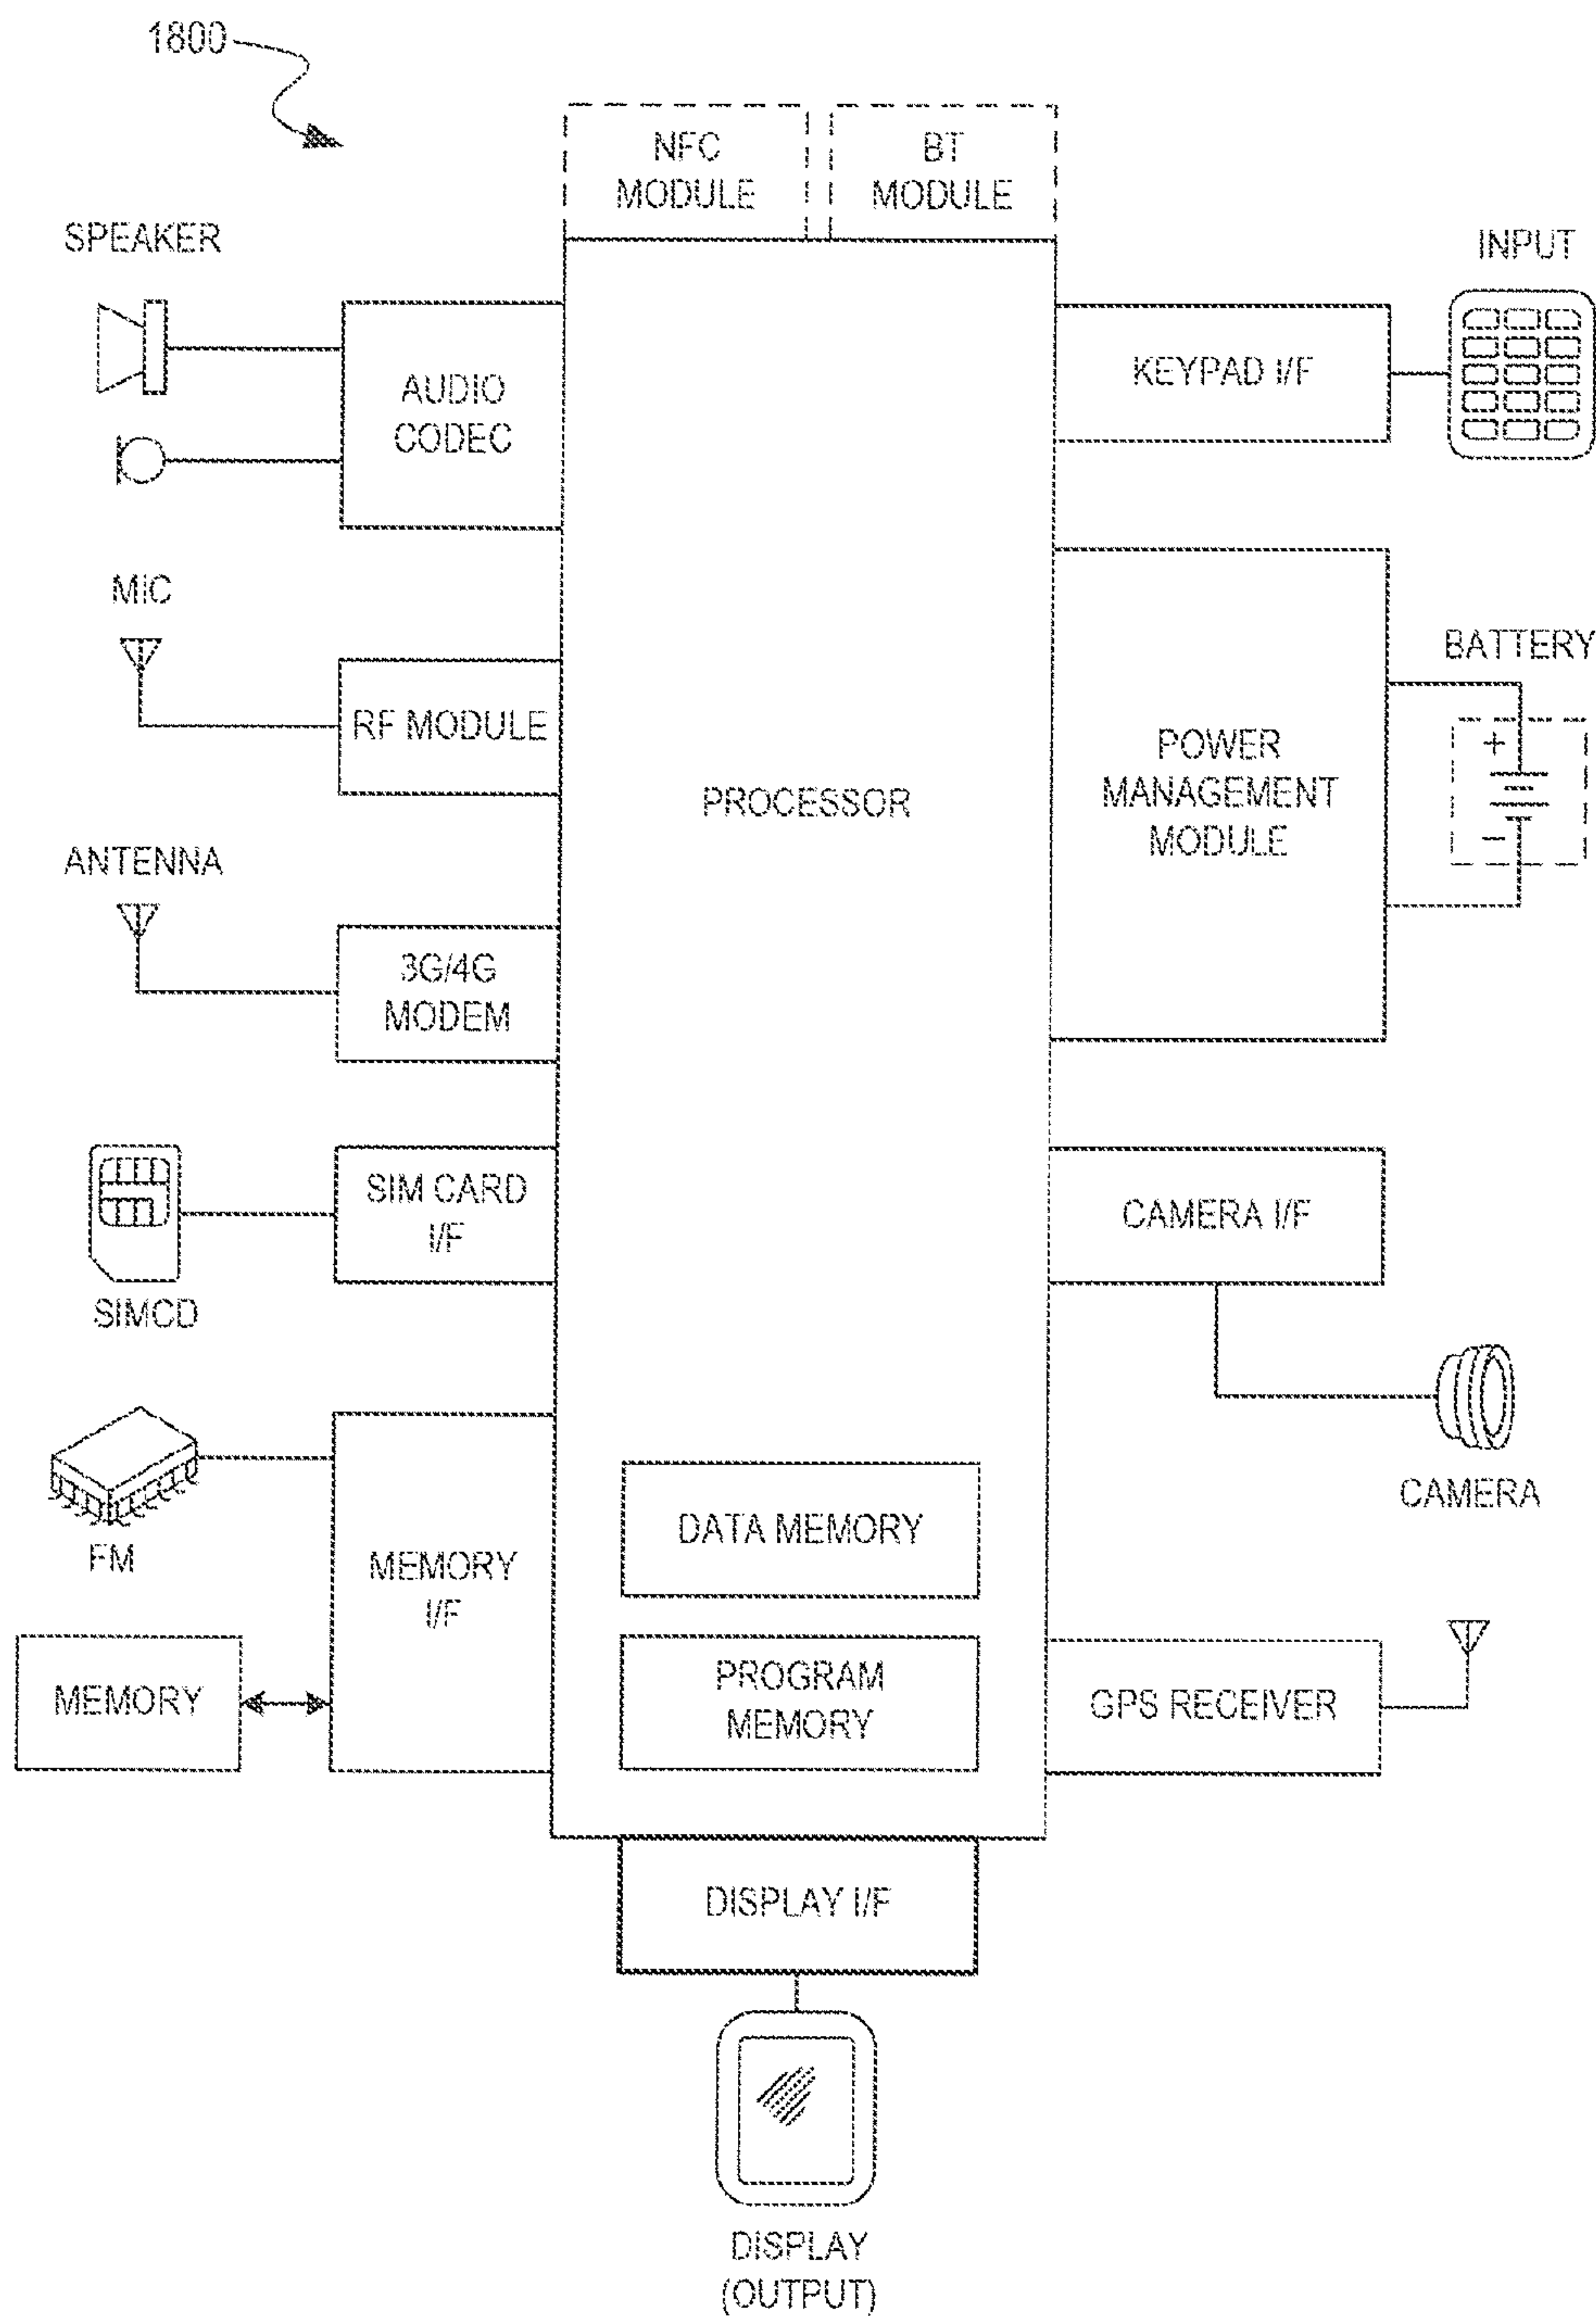 1800
NFC
MODULE
BT
MODULE
SPEAKER
INPUT
AUDIO
CODEC
KEYPAD I/F
MIC
BATTERY
RF MODULE
+
POWER
MANAGEMENT
MODULE
−
PROCESSOR
ANTENNA
3G/4G
MODEM
SIM CARD
I/F
CAMERA I/F
SIMCD
CAMERA
DATA MEMORY
FM
MEMORY
I/F
MEMORY
PROGRAM
MEMORY
GPS RECEIVER
DISPLAY I/F
DISPLAY
(OUTPUT)